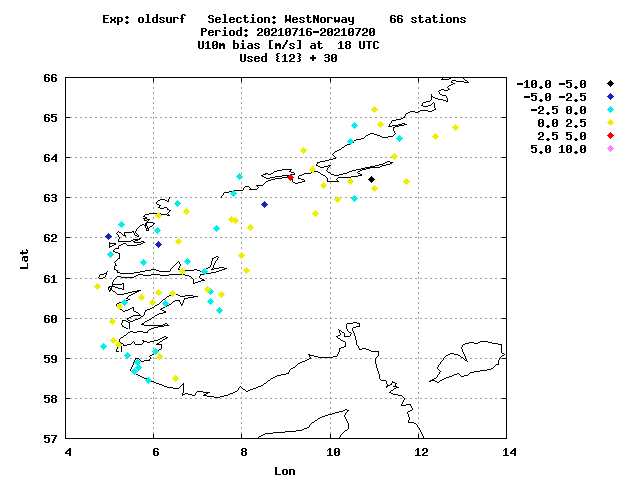 Exp: oldsurf   Selection: WestNorway     66 stations
Period: 20210716-20210720
U10m bias [m/s] at  18 UTC
Used {12} + 30
-10.0 -5.0
-5.0 -2.5
-2.5 0.0
0.0 2.5
2.5 5.0
5.0 10.0
66
65
64
63
62
61
60
59
58
57
Lat
4 6 8 10 12 14
Lon